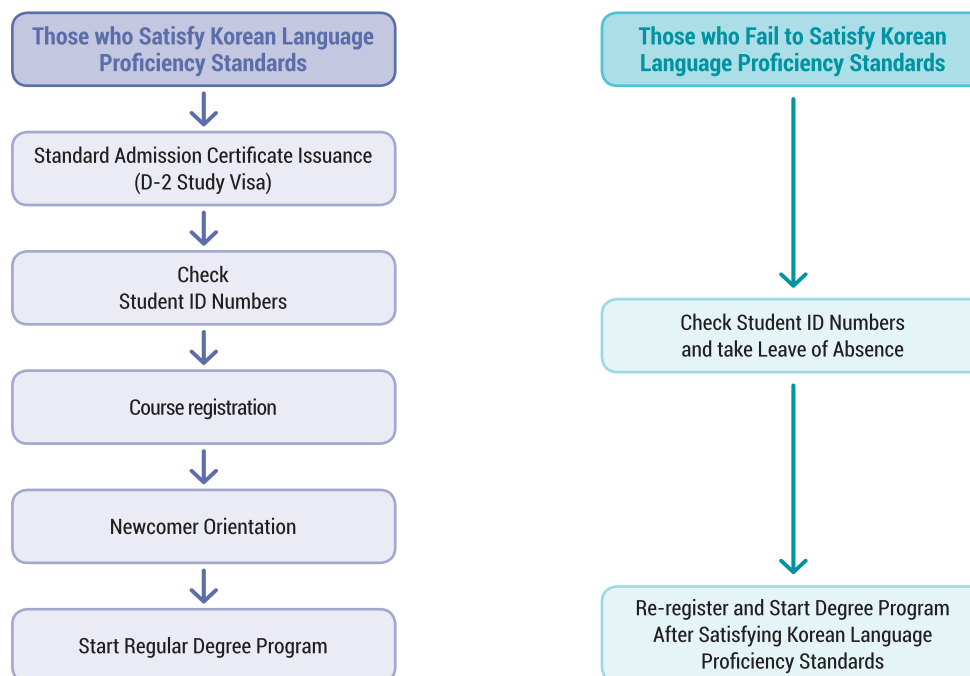 Those who Satisfy Korean Language
Proficiency Standards
Standard Admission Certificate Issuance
(D-2 Study Visa)
Check
Student ID Numbers
Course registration
Newcomer Orientation
Start Regular Degree Program
Those who Fail to Satisfy Korean
Language Proficiency Standards
Check Student ID Numbers
and take Leave of Absence
Re-register and Start Degree Program
After Satisfying Korean Language
Proficiency Standards